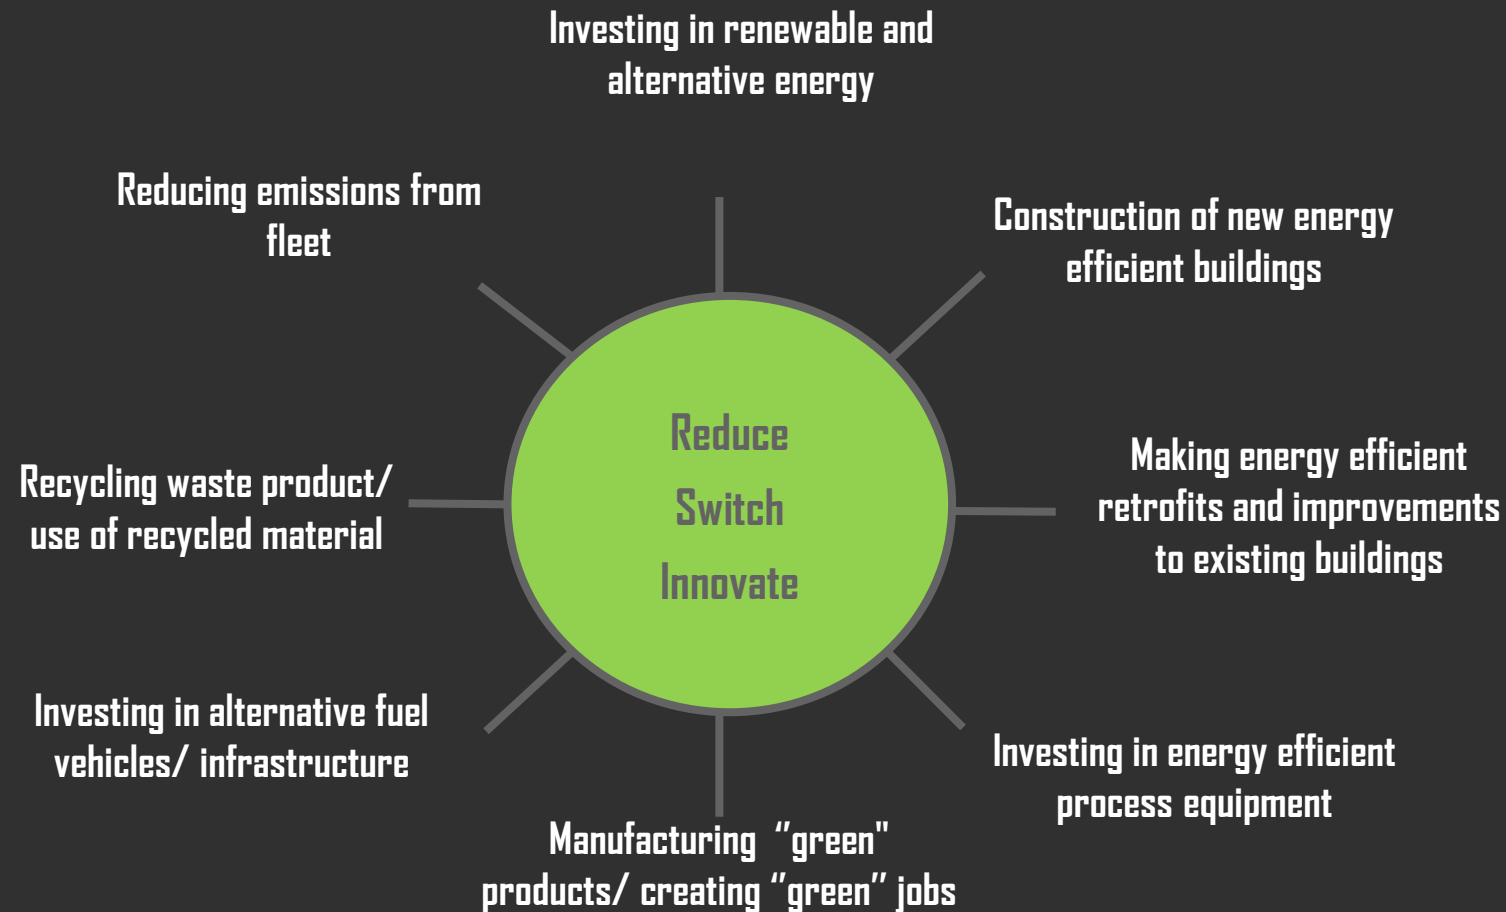 Investing in renewable and
alternative energy
Reducing emissions from
fleet
Construction of new energy
efficient buildings
Reduce
Switch
Innovate
Recycling waste product/
use of recycled material
Making energy efficient
retrofits and improvements
to existing buildings
Investing in alternative fuel
vehicles/ infrastructure
Investing in energy efficient
process equipment
Manufacturing “green"
products/ creating “green” jobs